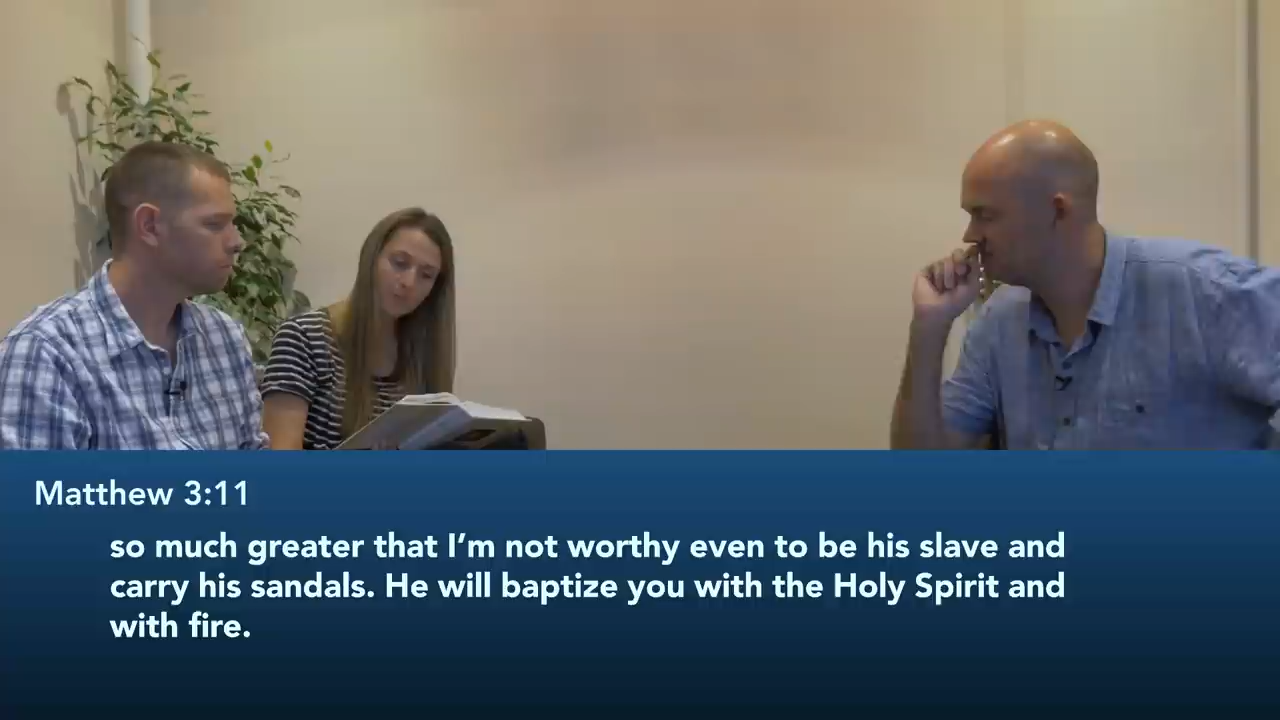 Matthew 3:11
so much greater that I’m not worthy even to be his slave and
carry his sandals. He will baptize you with the Holy Spirit and
with fire.